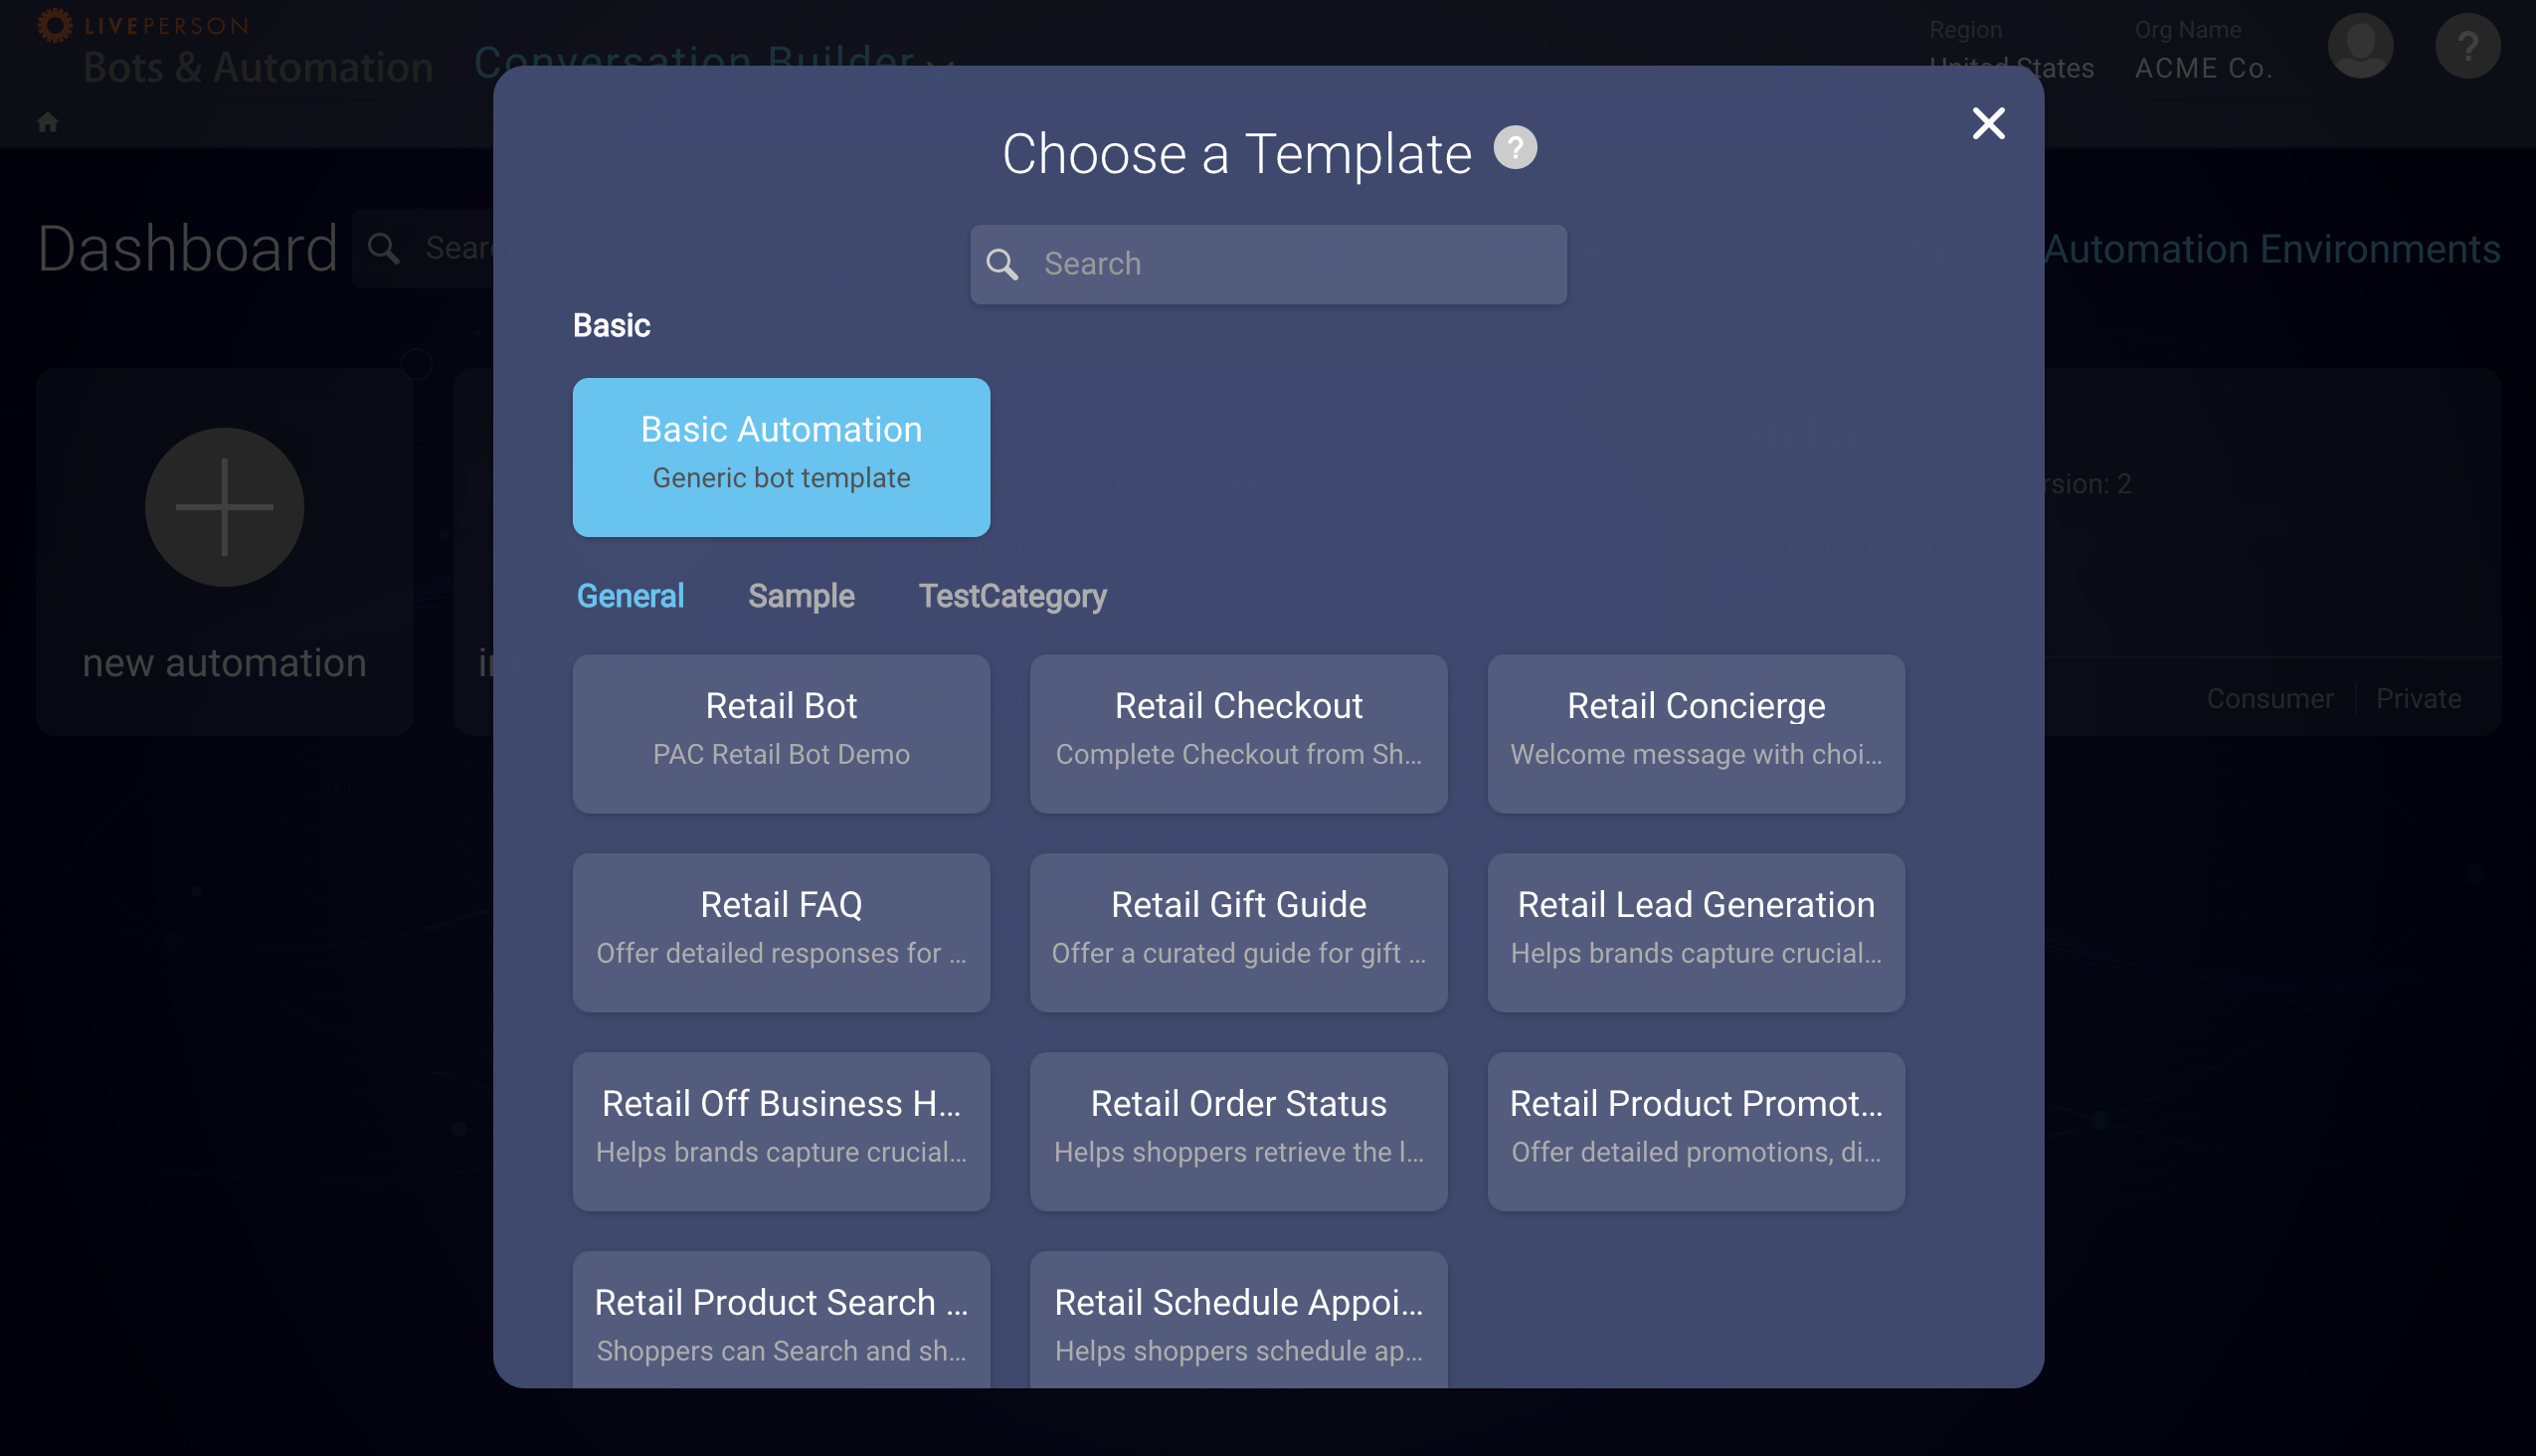 LIVEPERSON
Bots & Automation
Conversation Builder
Region
United States
Org Name
ACME Co.
?
Choose a Template ?
Dashboard
Search
Automation Environments
Basic
Basic Automation
Generic bot template
rsion: 2
General Sample TestCategory
new automation
Retail Bot
PAC Retail Bot Demo
Retail Checkout
Complete Checkout from Sh...
Retail Concierge
Welcome message with choi...
Consumer | Private
Retail FAQ
Offer detailed responses for ...
Retail Gift Guide
Offer a curated guide for gift ...
Retail Lead Generation
Helps brands capture crucial...
Retail Off Business H...
Helps brands capture crucial...
Retail Order Status
Helps shoppers retrieve the l...
Retail Product Promot...
Offer detailed promotions, di...
Retail Product Search ...
Shoppers can Search and sh...
Retail Schedule Appoi...
Helps shoppers schedule ap...